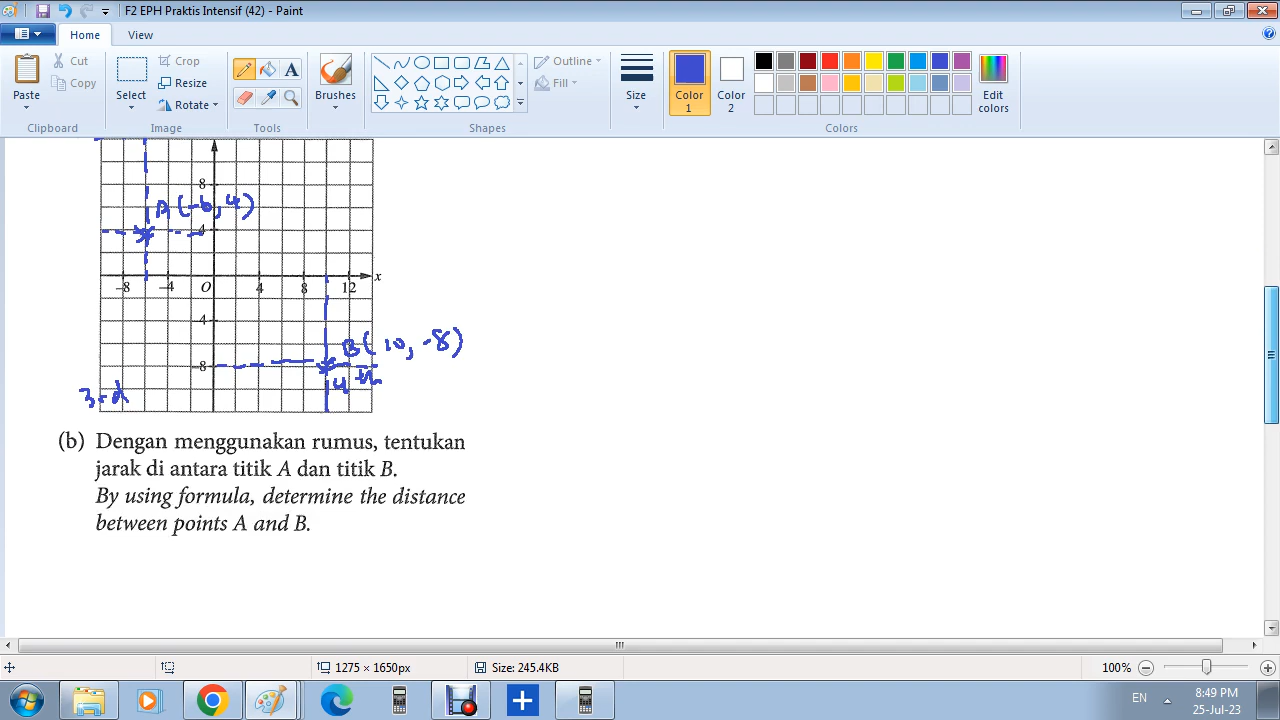 F2 EPH Praktis Intensif (42) - Paint
Home View
Paste
Cut
Copy
Select
Crop
Resize
Rotate
A
Brushes
Outline
Fill
Size
Color 1
Color 2
Edit colors
Clipboard Image Tools Shapes Colors
8
A(-6, 4)
4
x
-8 -4 O 4 8 12
-4
B(10, -8)
-8
(b) Dengan menggunakan rumus, tentukan
jarak di antara titik A dan titik B.
By using formula, determine the distance
between points A and B.
1275 × 1650px Size: 245.4KB 100%
EN 8:49 PM
25-Jul-23